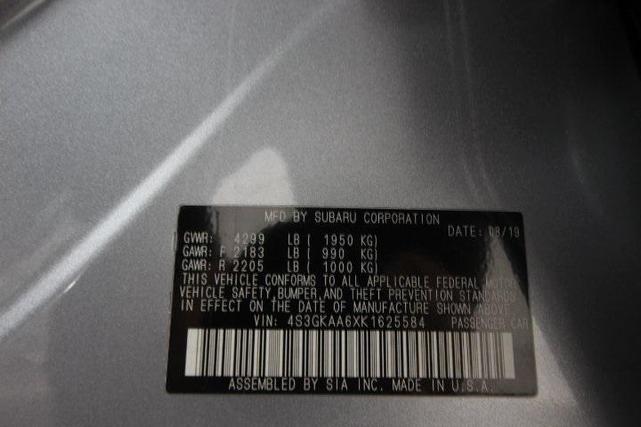 MFD BY SUBARU CORPORATION
DATE: 08/19
GVWR: 4299 LB ( 1950 KG)
GAWR: F 2183 LB ( 990 KG)
GAWR: R 2205 LB ( 1000 KG)
THIS VEHICLE CONFORMS TO ALL APPLICABLE FEDERAL MOTOR
VEHICLE SAFETY, BUMPER, AND THEFT PREVENTION STANDARDS
IN EFFECT ON THE DATE OF MANUFACTURE SHOWN ABOVE.
VIN: 4S3GKAA6XK1625584 PASSENGER CAR
ASSEMBLED BY SIA INC. MADE IN U.S.A.